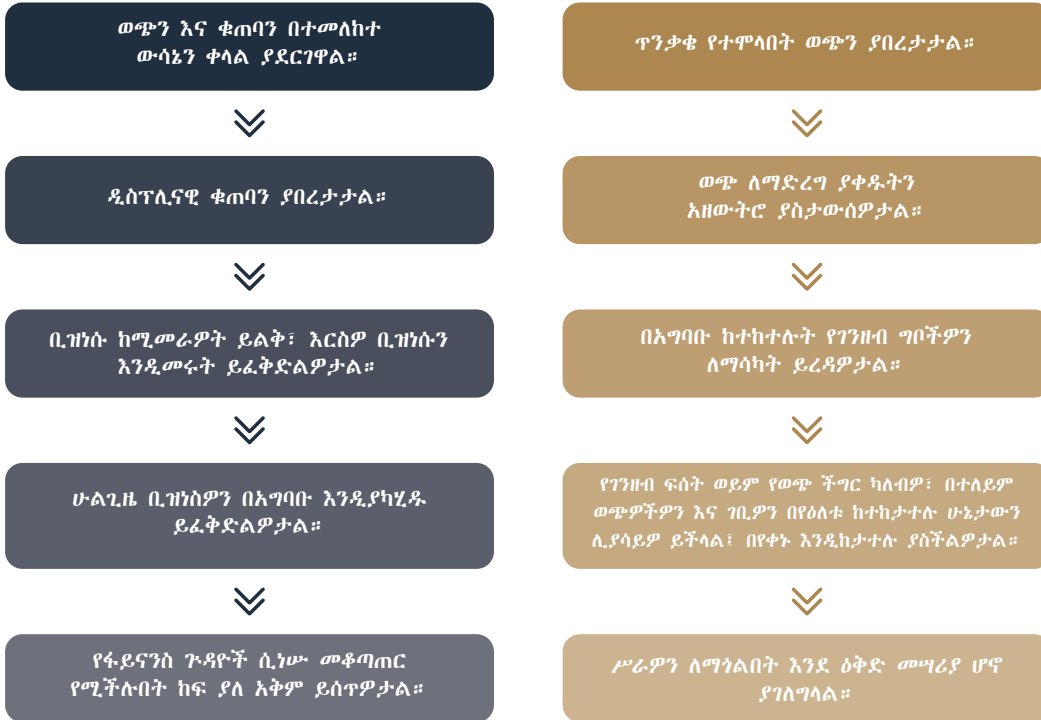 ወጭን እና ቁጠባን በተመለከተ
ውሳኔን ቀላል ያደርገዋል።
ዲስፕሊናዊ ቁጠባን ያበረታታል።
ቢዝነሱ ከሚመራዎት ይልቅ፣ እርስዎ ቢዝነሱን
እንዲመሩት ይፈቅድልዎታል።
ሁልጊዜ ቢዝነስዎን በአግባቡ እንዲያካሂዱ
ይፈቅድልዎታል።
የፋይናንስ ጕዳዮች ሲነሡ መቆጣጠር
የሚችሉበት ከፍ ያለ አቅም ይሰጥዎታል።
ጥንቃቄ የተሞላበት ወጭን ያበረታታል።
ወጭ ለማድረግ ያቀዱትን
አዘውትሮ ያስታውሰዎታል።
በአግባቡ ከተከተሉት የገንዘብ ግቦችዎን
ለማሳካት ይረዳዎታል።
የገንዘብ ፍሰት ወይም የወጭ ችግር ካለብዎ፣ በተለይም
ወጭዎችዎን እና ገቢዎን በየዕለቱ ከተከታተሉ ሁኔታውን
ሊያሳይዎ ይችላል፤ በየቀኑ እንዲከታተሉ ያስችልዎታል።
ሥራዎን ለማጎልበት እንደ ዕቅድ መሣሪያ ሆኖ
ያገለግላል።